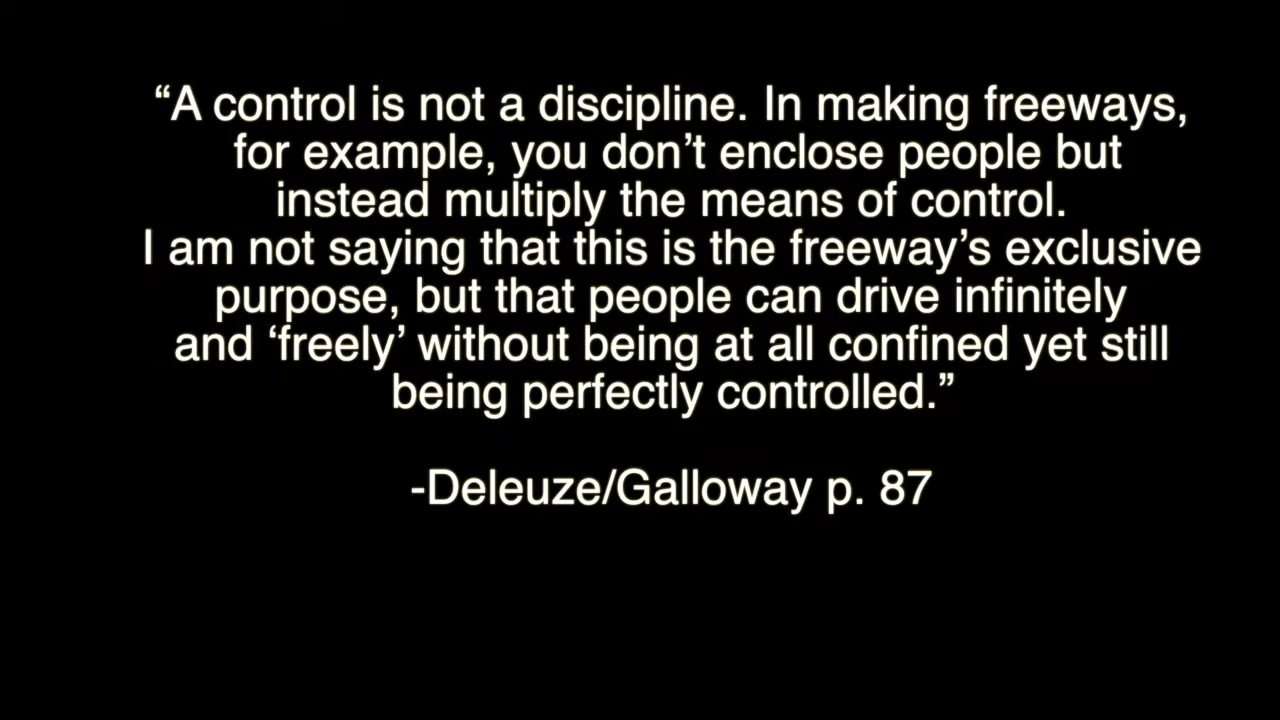 “A control is not a discipline. In making freeways,
for example, you don’t enclose people but
instead multiply the means of control.
I am not saying that this is the freeway’s exclusive
purpose, but that people can drive infinitely
and ‘freely’ without being at all confined yet still
being perfectly controlled.”
-Deleuze/Galloway p. 87